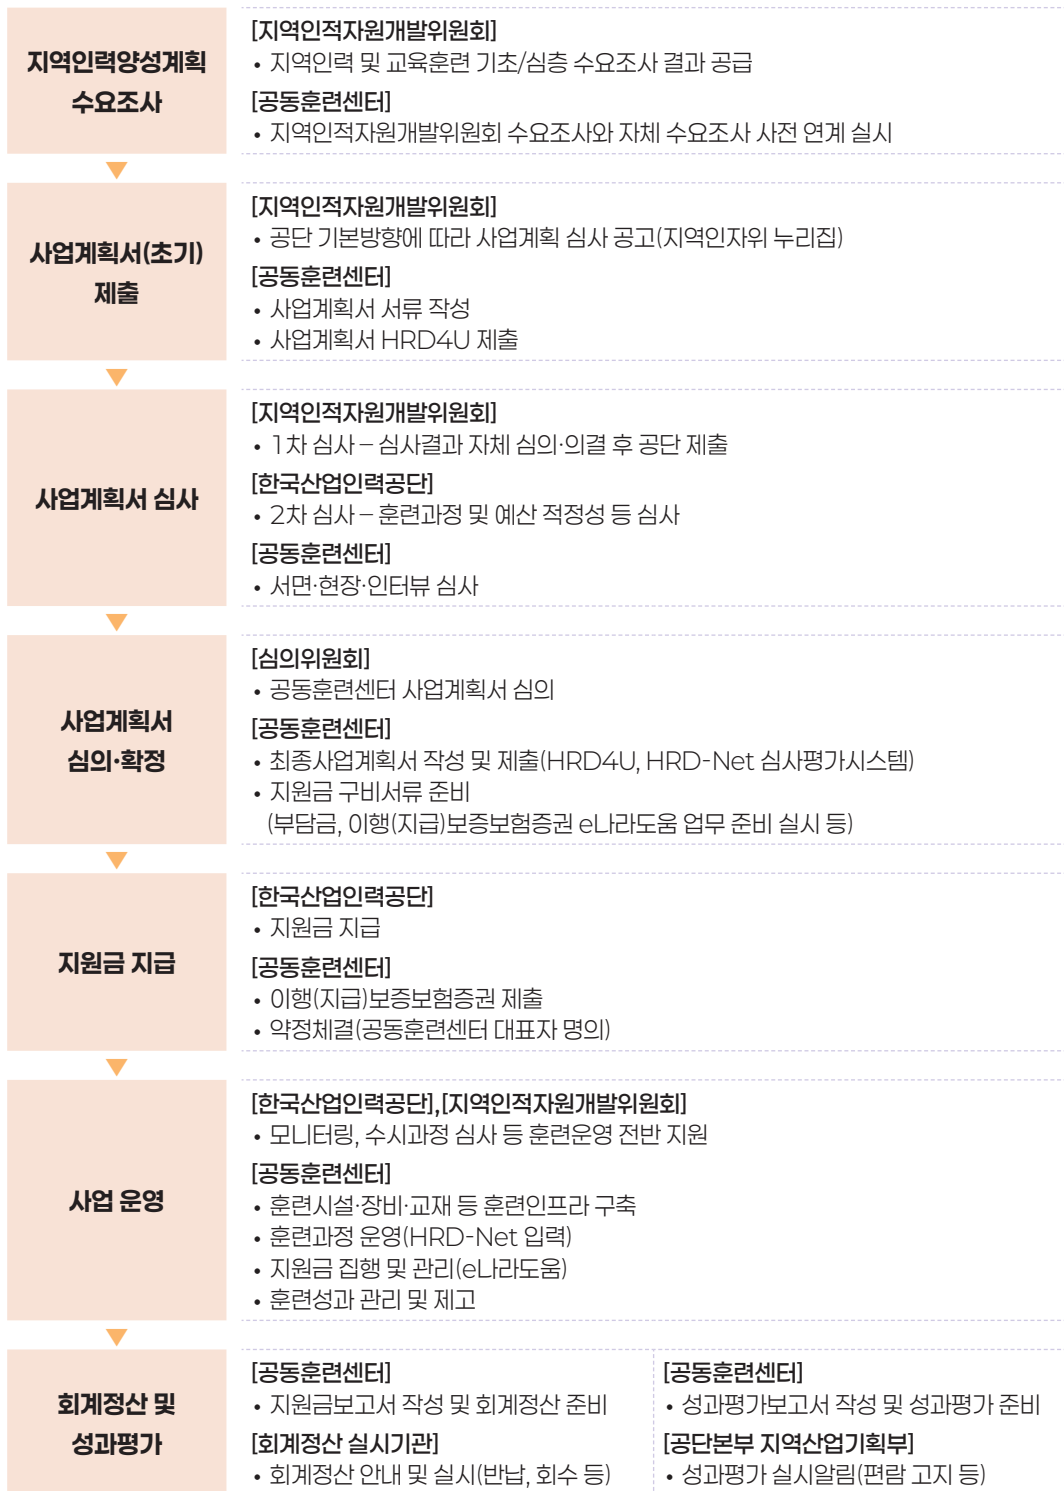 지역인력양성계획
수요조사
[지역인적자원개발위원회]
• 지역인력 및 교육훈련 기초/심층 수요조사 결과 공급
[공동훈련센터]
• 지역인적자원개발위원회 수요조사와 자체 수요조사 사전 연계 실시
사업계획서(초기)
제출
[지역인적자원개발위원회]
• 공단 기본방향에 따라 사업계획 심사 공고(지역인자위 누리집)
[공동훈련센터]
• 사업계획서 서류 작성
• 사업계획서 HRD4U 제출
사업계획서 심사
[지역인적자원개발위원회]
• 1차 심사 – 심사결과 자체 심의·의결 후 공단 제출
[한국산업인력공단]
• 2차 심사 – 훈련과정 및 예산 적정성 등 심사
[공동훈련센터]
• 서면·현장·인터뷰 심사
사업계획서
심의·확정
[심의위원회]
• 공동훈련센터 사업계획서 심의
[공동훈련센터]
• 최종사업계획서 작성 및 제출(HRD4U, HRD-Net 심사평가시스템)
• 지원금 구비서류 준비
(부담금, 이행(지급)보증보험증권 e나라도움 업무 준비 실시 등)
지원금 지급
[한국산업인력공단]
• 지원금 지급
[공동훈련센터]
• 이행(지급)보증보험증권 제출
• 약정체결(공동훈련센터 대표자 명의)
사업 운영
[한국산업인력공단],[지역인적자원개발위원회]
• 모니터링, 수시과정 심사 등 훈련운영 전반 지원
[공동훈련센터]
• 훈련시설·장비·교재 등 훈련인프라 구축
• 훈련과정 운영(HRD-Net 입력)
• 지원금 집행 및 관리(e나라도움)
• 훈련성과 관리 및 제고
회계정산 및
성과평가
[공동훈련센터]
• 지원금보고서 작성 및 회계정산 준비
[회계정산 실시기관]
• 회계정산 안내 및 실시(반납, 회수 등)
[공동훈련센터]
• 성과평가보고서 작성 및 성과평가 준비
[공단본부 지역산업기획부]
• 성과평가 실시알림(편람 고지 등)